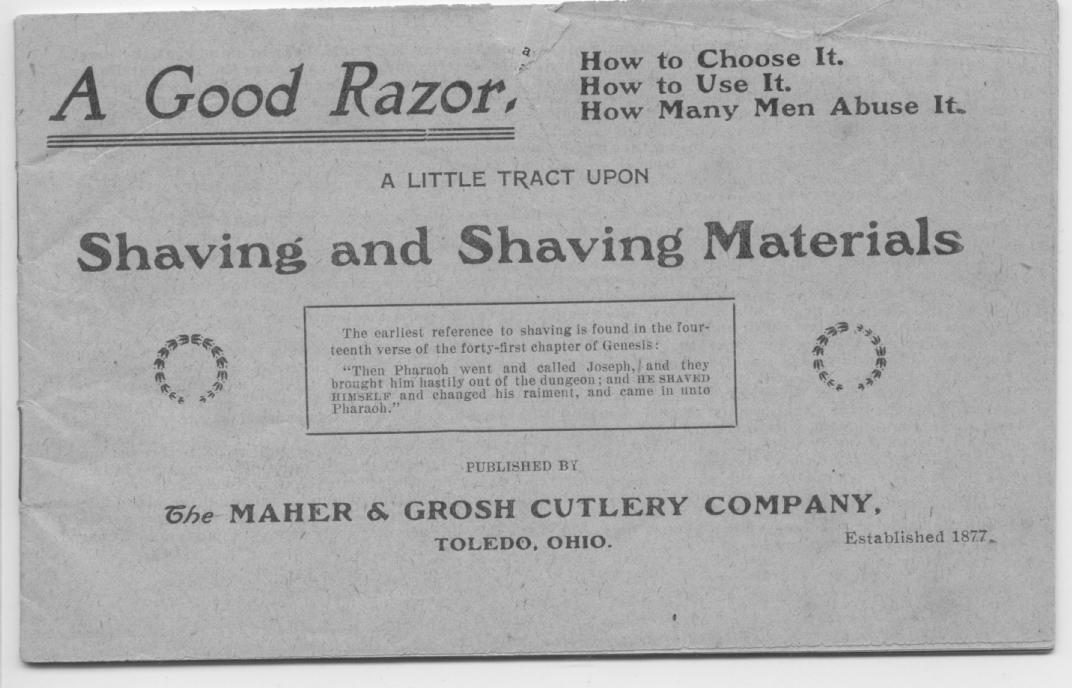 A Good Razor.
How to Choose It.
How to Use It.
How Many Men Abuse It.
A LITTLE TRACT UPON
Shaving and Shaving Materials
The earliest reference to shaving is found in the four-
teenth verse of the forty-first chapter of Genesis:
"Then Pharaoh went and called Joseph, and they
brought him hastily out of the dungeon; and HE SHAVED
HIMSELF and changed his raiment, and came in unto
Pharaoh."
PUBLISHED BY
The MAHER & GROSH CUTLERY COMPANY,
TOLEDO, OHIO.
Established 1877.